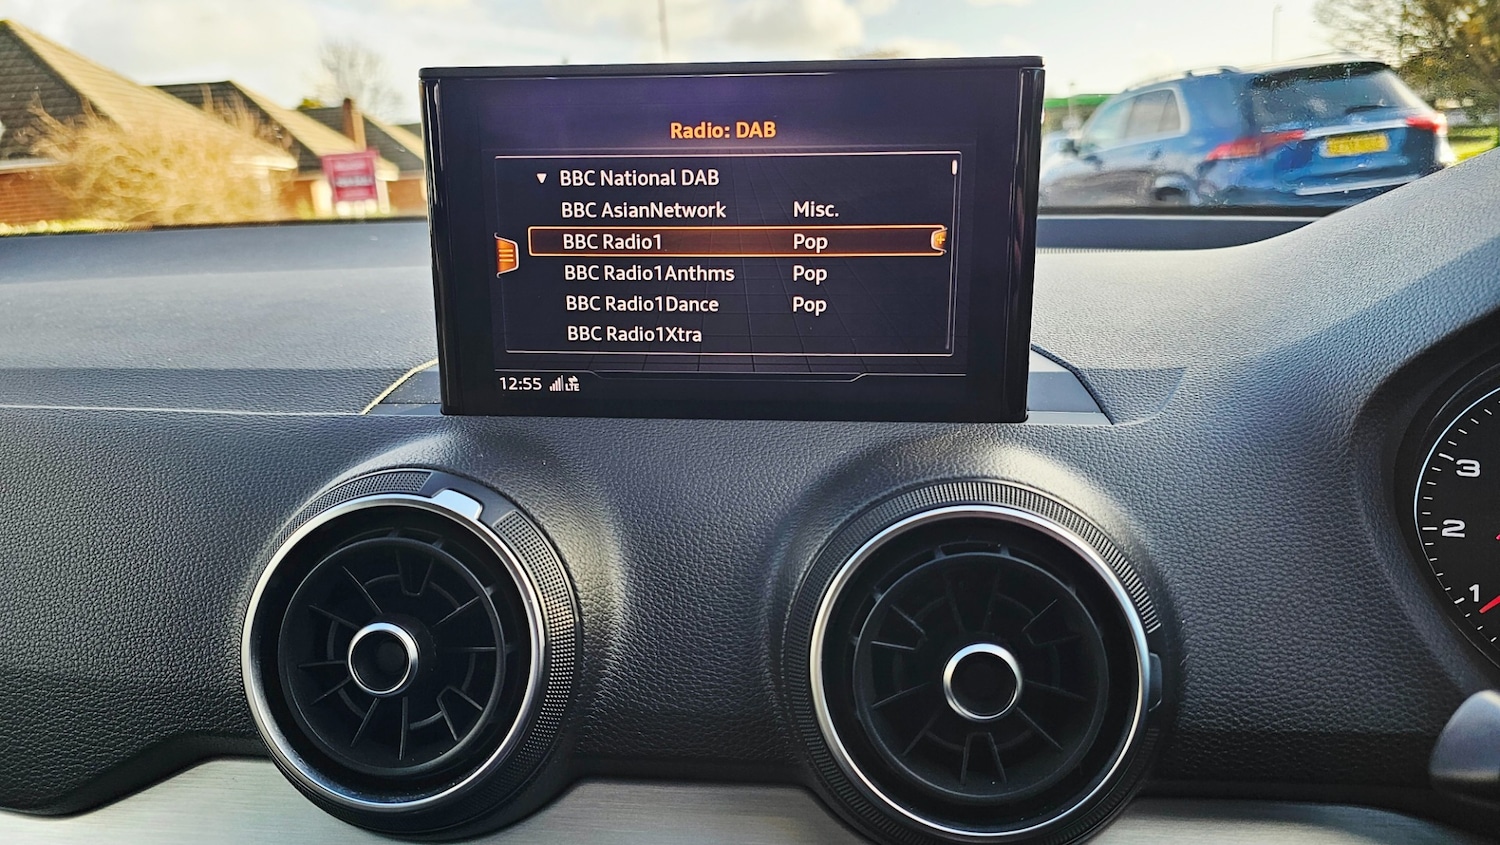 Radio: DAB
▼ BBC National DAB
BBC AsianNetwork Misc.
BBC Radio1 Pop
BBC Radio1Anthms Pop
BBC Radio1Dance Pop
BBC Radio1Xtra
12:55 LTE
3
2
1